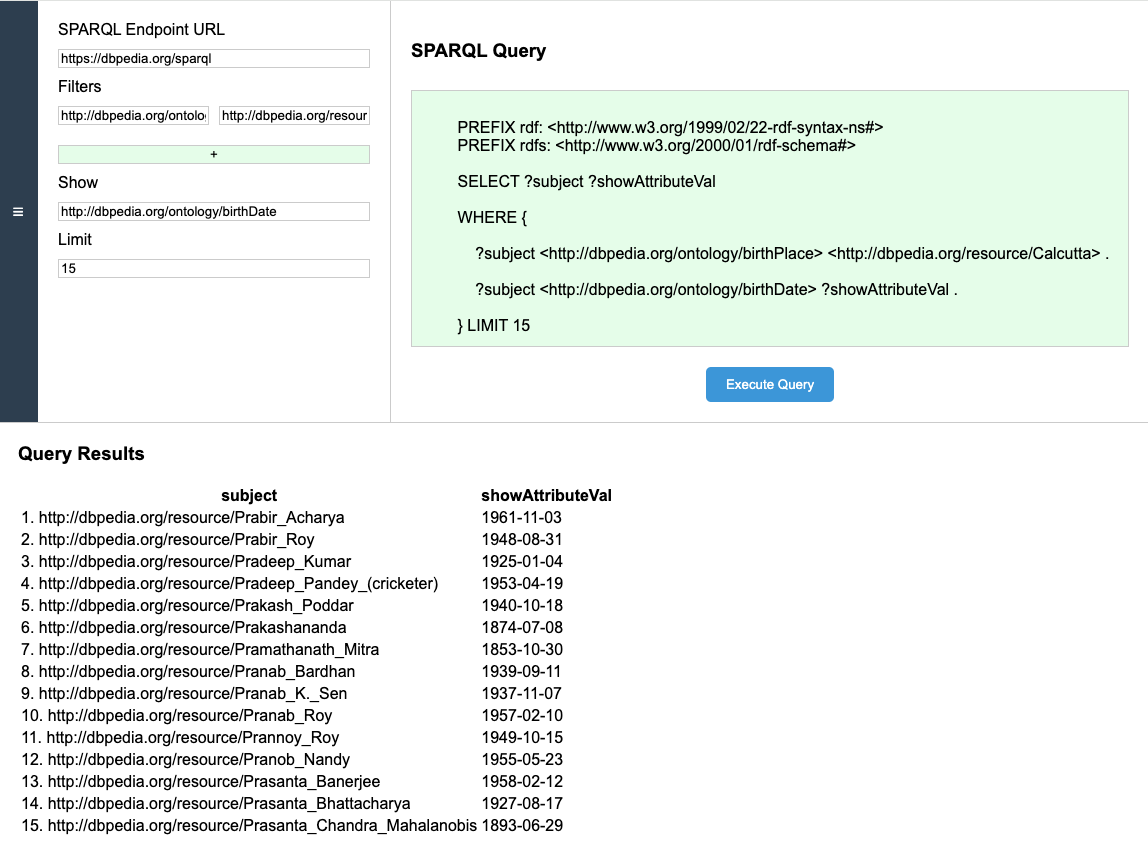 SPARQL Endpoint URL
https://dbpedia.org/sparql
Filters
http://dbpedia.org/ontolo http://dbpedia.org/resour
+
Show
http://dbpedia.org/ontology/birthDate
Limit
15
SPARQL Query
PREFIX rdf: <http://www.w3.org/1999/02/22-rdf-syntax-ns#>
PREFIX rdfs: <http://www.w3.org/2000/01/rdf-schema#>
SELECT ?subject ?showAttributeVal
WHERE {
?subject <http://dbpedia.org/ontology/birthPlace> <http://dbpedia.org/resource/Calcutta> .
?subject <http://dbpedia.org/ontology/birthDate> ?showAttributeVal .
} LIMIT 15
Execute Query
Query Results
subject showAttributeVal
1. http://dbpedia.org/resource/Prabir_Acharya 1961-11-03
2. http://dbpedia.org/resource/Prabir_Roy 1948-08-31
3. http://dbpedia.org/resource/Pradeep_Kumar 1925-01-04
4. http://dbpedia.org/resource/Pradeep_Pandey_(cricketer) 1953-04-19
5. http://dbpedia.org/resource/Prakash_Poddar 1940-10-18
6. http://dbpedia.org/resource/Prakashananda 1874-07-08
7. http://dbpedia.org/resource/Pramathanath_Mitra 1853-10-30
8. http://dbpedia.org/resource/Pranab_Bardhan 1939-09-11
9. http://dbpedia.org/resource/Pranab_K._Sen 1937-11-07
10. http://dbpedia.org/resource/Pranab_Roy 1957-02-10
11. http://dbpedia.org/resource/Prannoy_Roy 1949-10-15
12. http://dbpedia.org/resource/Pranob_Nandy 1955-05-23
13. http://dbpedia.org/resource/Prasanta_Banerjee 1958-02-12
14. http://dbpedia.org/resource/Prasanta_Bhattacharya 1927-08-17
15. http://dbpedia.org/resource/Prasanta_Chandra_Mahalanobis 1893-06-29